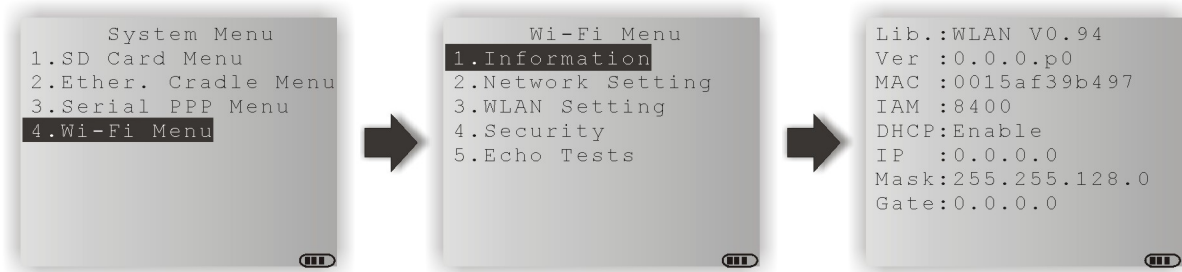 System Menu
1.SD Card Menu
2.Ether. Cradle Menu
3.Serial PPP Menu
4.Wi-Fi Menu
Wi-Fi Menu
1.Information
2.Network Setting
3.WLAN Setting
4.Security
5.Echo Tests
Lib.:WLAN V0.94
Ver :0.0.0.p0
MAC :0015af39b497
IAM :8400
DHCP:Enable
IP  :0.0.0.0
Mask:255.255.128.0
Gate:0.0.0.0